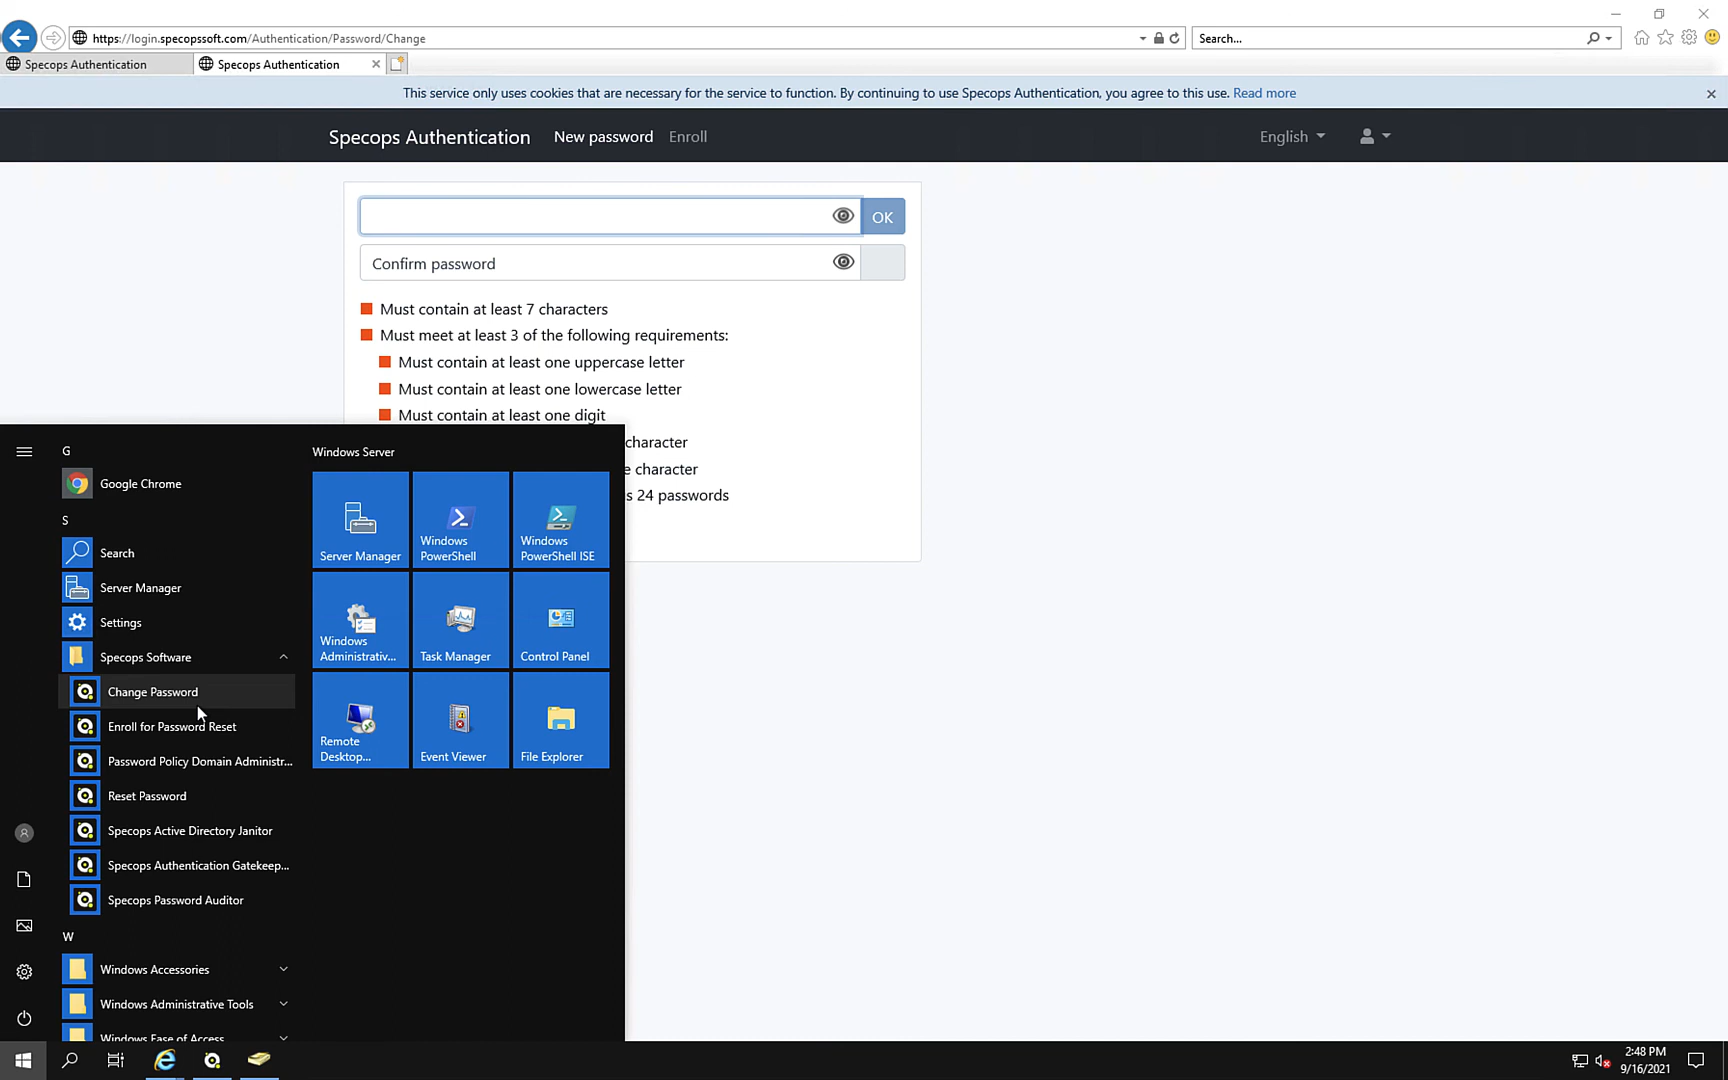 https://login.specopssoft.com/Authentication/Password/Change
Search...
Specops Authentication
Specops Authentication
This service only uses cookies that are necessary for the service to function. By continuing to use Specops Authentication, you agree to this use. Read more
Specops Authentication
New password
Enroll
English
OK
Confirm password
Must contain at least 7 characters
Must meet at least 3 of the following requirements:
Must contain at least one uppercase letter
Must contain at least one lowercase letter
Must contain at least one digit
character
e character
s 24 passwords
G
Google Chrome
S
Search
Server Manager
Settings
Specops Software
Change Password
Enroll for Password Reset
Password Policy Domain Administr...
Reset Password
Specops Active Directory Janitor
Specops Authentication Gatekeep...
Specops Password Auditor
W
Windows Accessories
Windows Administrative Tools
Windows Ease of Access
Windows Server
Server Manager
Windows PowerShell
Windows PowerShell ISE
Windows Administrativ...
Task Manager
Control Panel
Remote Desktop...
Event Viewer
File Explorer
2:48 PM
9/16/2021